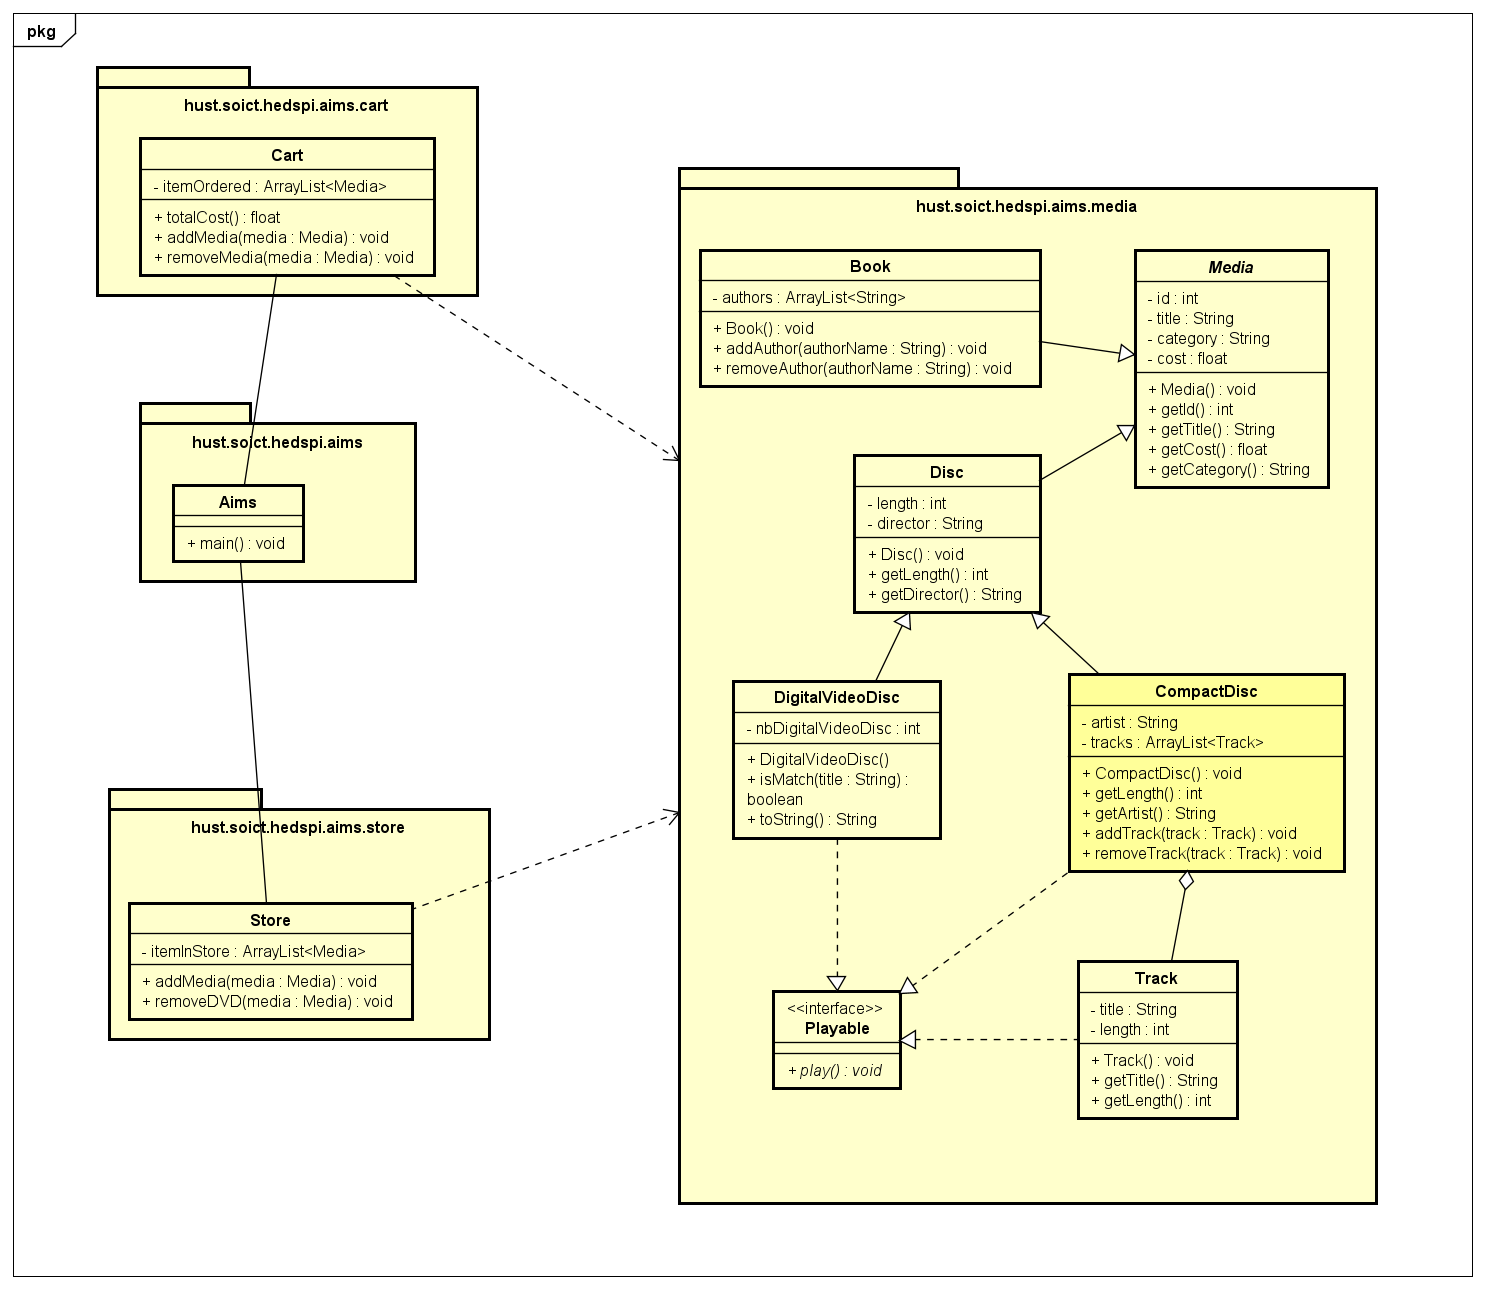 pkg
hust.soict.hedspi.aims.cart
Cart
- itemOrdered : ArrayList<Media>
+ totalCost() : float
+ addMedia(media : Media) : void
+ removeMedia(media : Media) : void
hust.soict.hedspi.aims
Aims
+ main() : void
hust.soict.hedspi.aims.store
Store
- itemInStore : ArrayList<Media>
+ addMedia(media : Media) : void
+ removeDVD(media : Media) : void
hust.soict.hedspi.aims.media
Book
- authors : ArrayList<String>
+ Book() : void
+ addAuthor(authorName : String) : void
+ removeAuthor(authorName : String) : void
Media
- id : int
- title : String
- category : String
- cost : float
+ Media() : void
+ getId() : int
+ getTitle() : String
+ getCost() : float
+ getCategory() : String
Disc
- length : int
- director : String
+ Disc() : void
+ getLength() : int
+ getDirector() : String
DigitalVideoDisc
- nbDigitalVideoDisc : int
+ DigitalVideoDisc()
+ isMatch(title : String) :
boolean
+ toString() : String
CompactDisc
- artist : String
- tracks : ArrayList<Track>
+ CompactDisc() : void
+ getLength() : int
+ getArtist() : String
+ addTrack(track : Track) : void
+ removeTrack(track : Track) : void
<<interface>>
Playable
+ play() : void
Track
- title : String
- length : int
+ Track() : void
+ getTitle() : String
+ getLength() : int